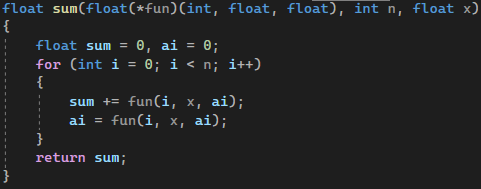 float sum(float(*fun)(int, float, float), int n, float x)
{
    float sum = 0, ai = 0;
    for (int i = 0; i < n; i++)
    {
        sum += fun(i, x, ai);
        ai = fun(i, x, ai);
    }
    return sum;
}